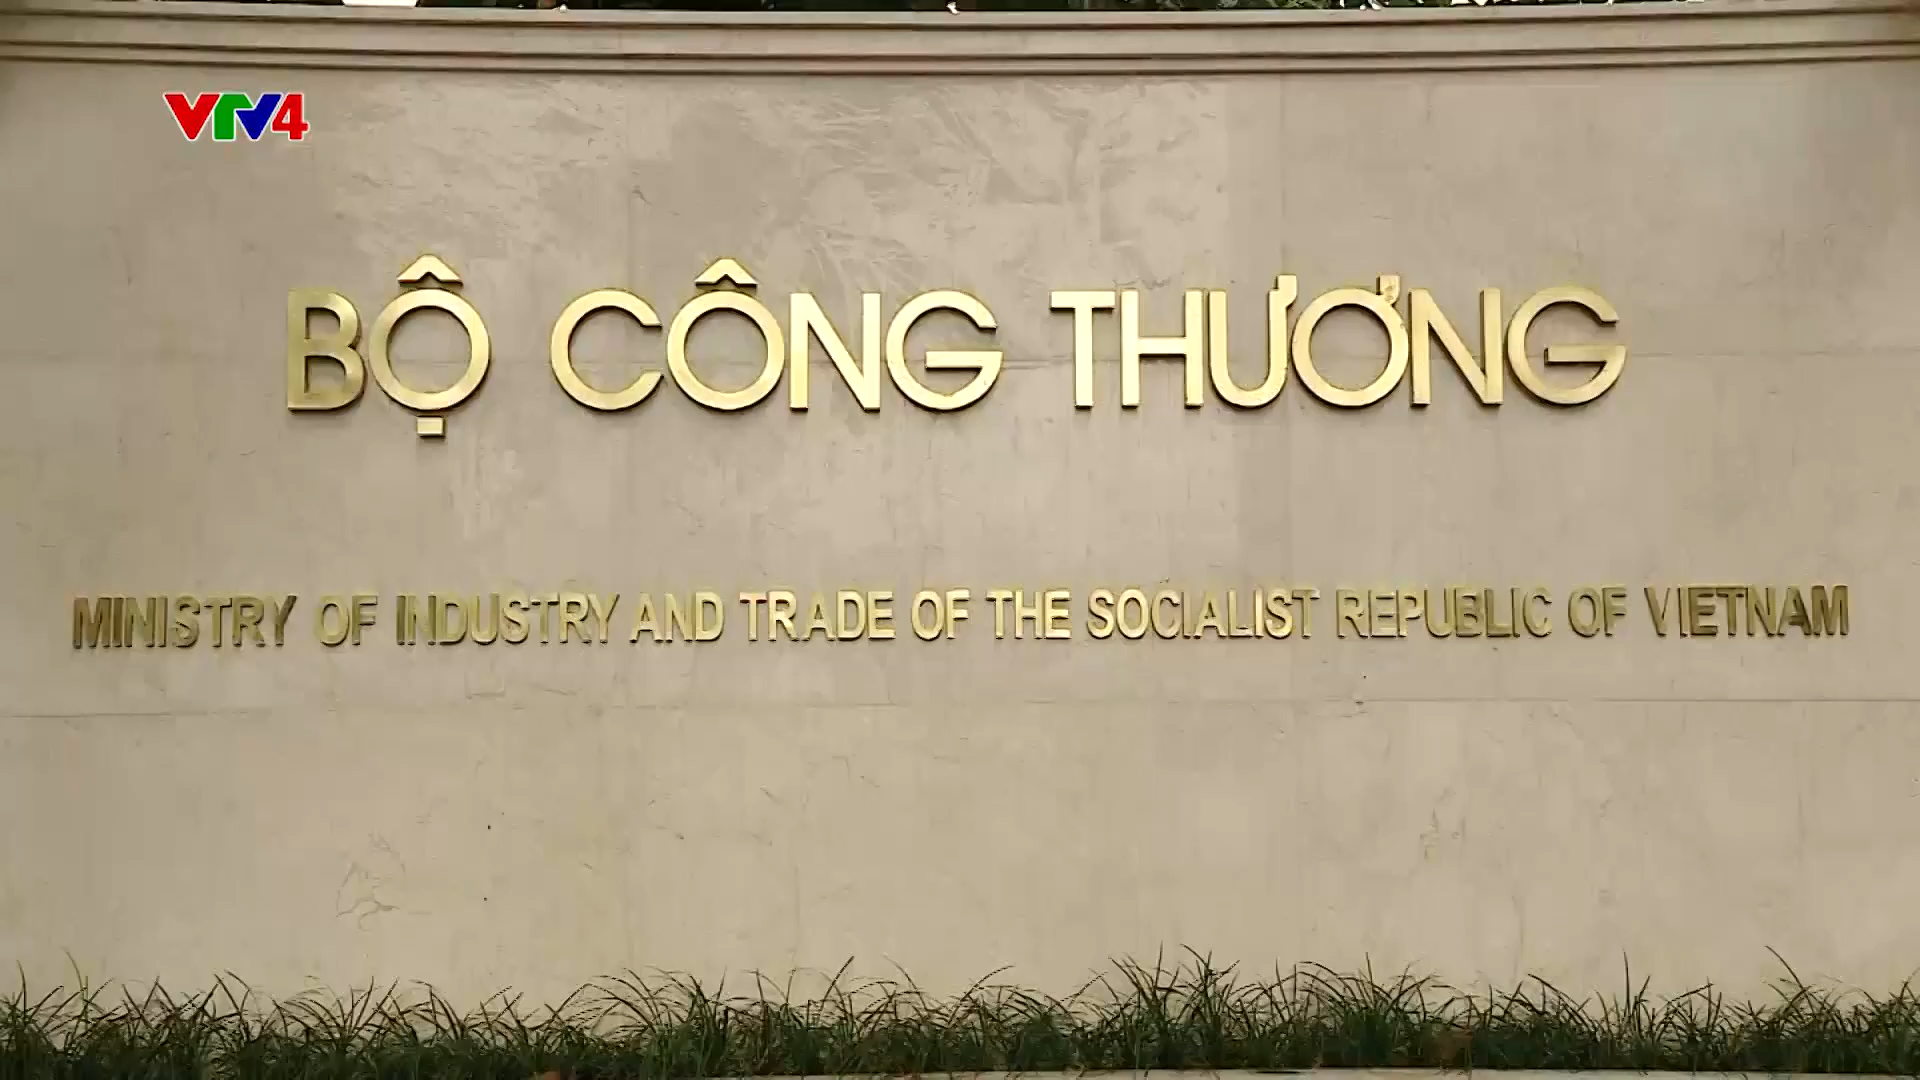 VTV4
BỘ CÔNG THƯƠNG
MINISTRY OF INDUSTRY AND TRADE OF THE SOCIALIST REPUBLIC OF VIETNAM